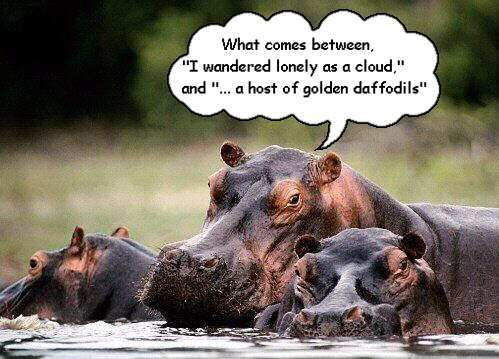 What comes between,
"I wandered lonely as a cloud,"
and "... a host of golden daffodils"